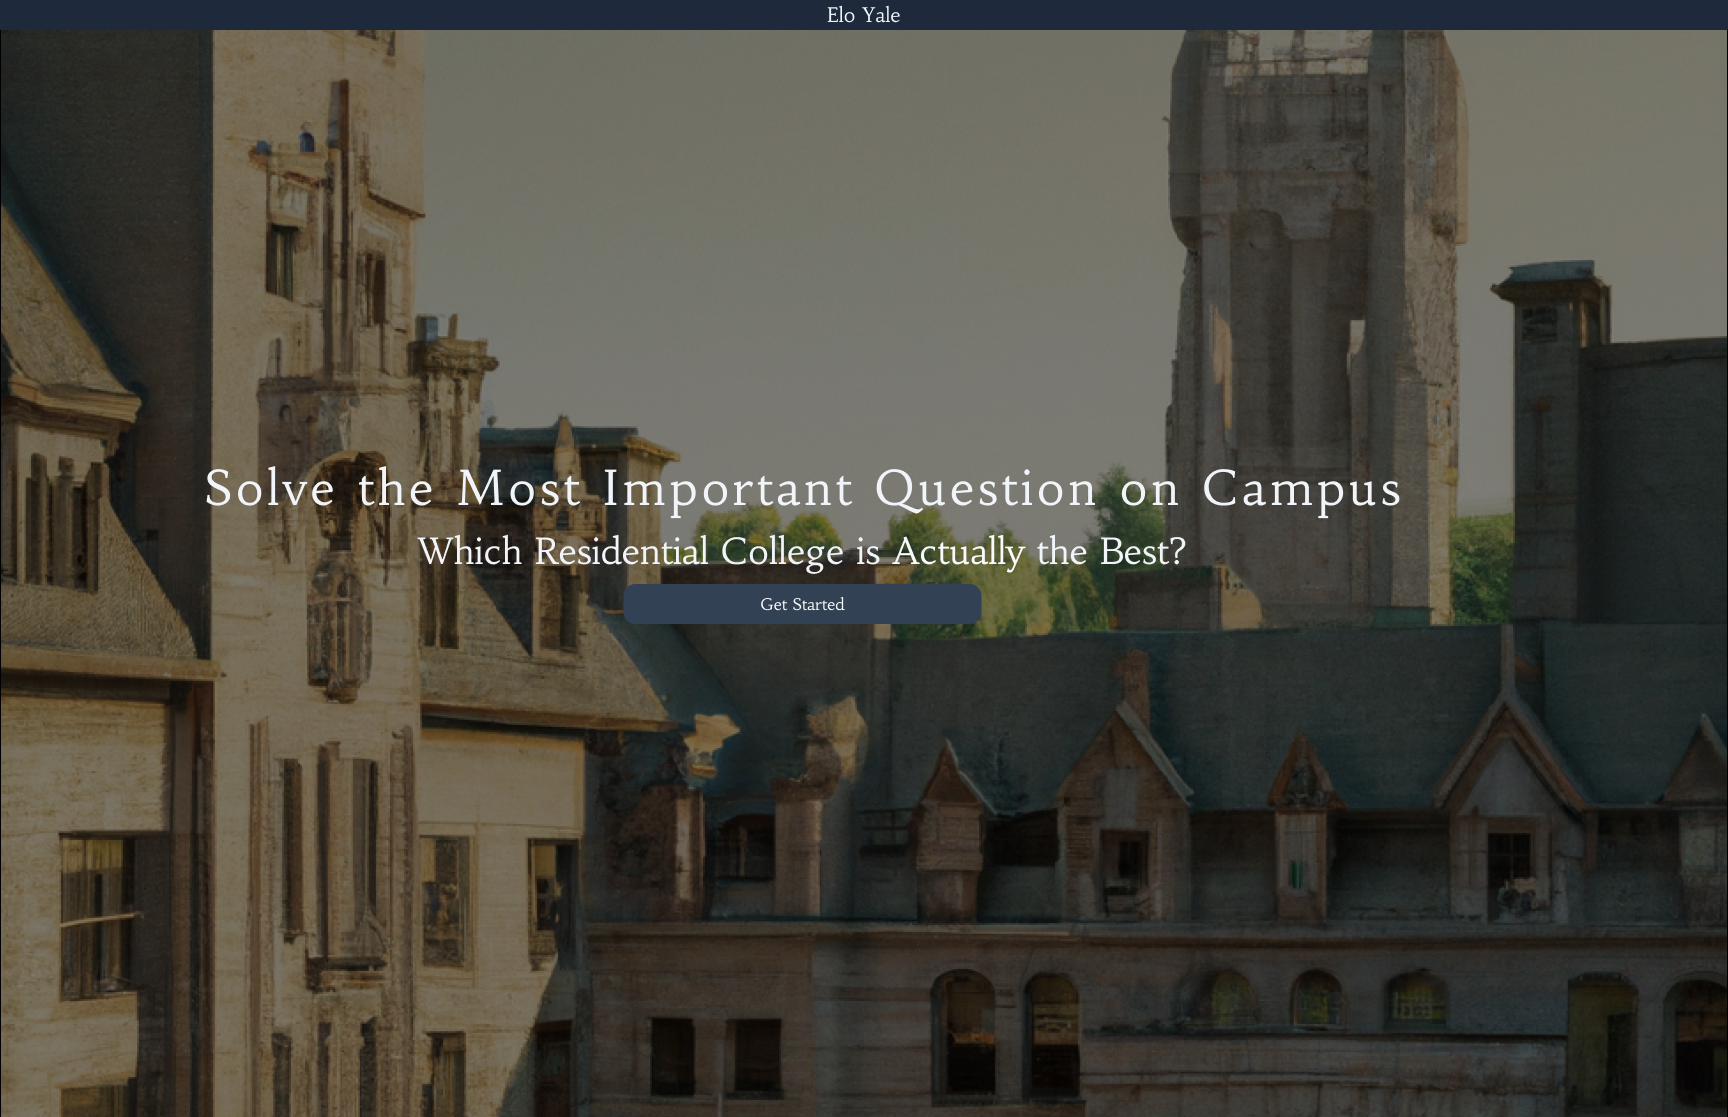 Elo Yale
Solve the Most Important Question on Campus
Which Residential College is Actually the Best?
Get Started